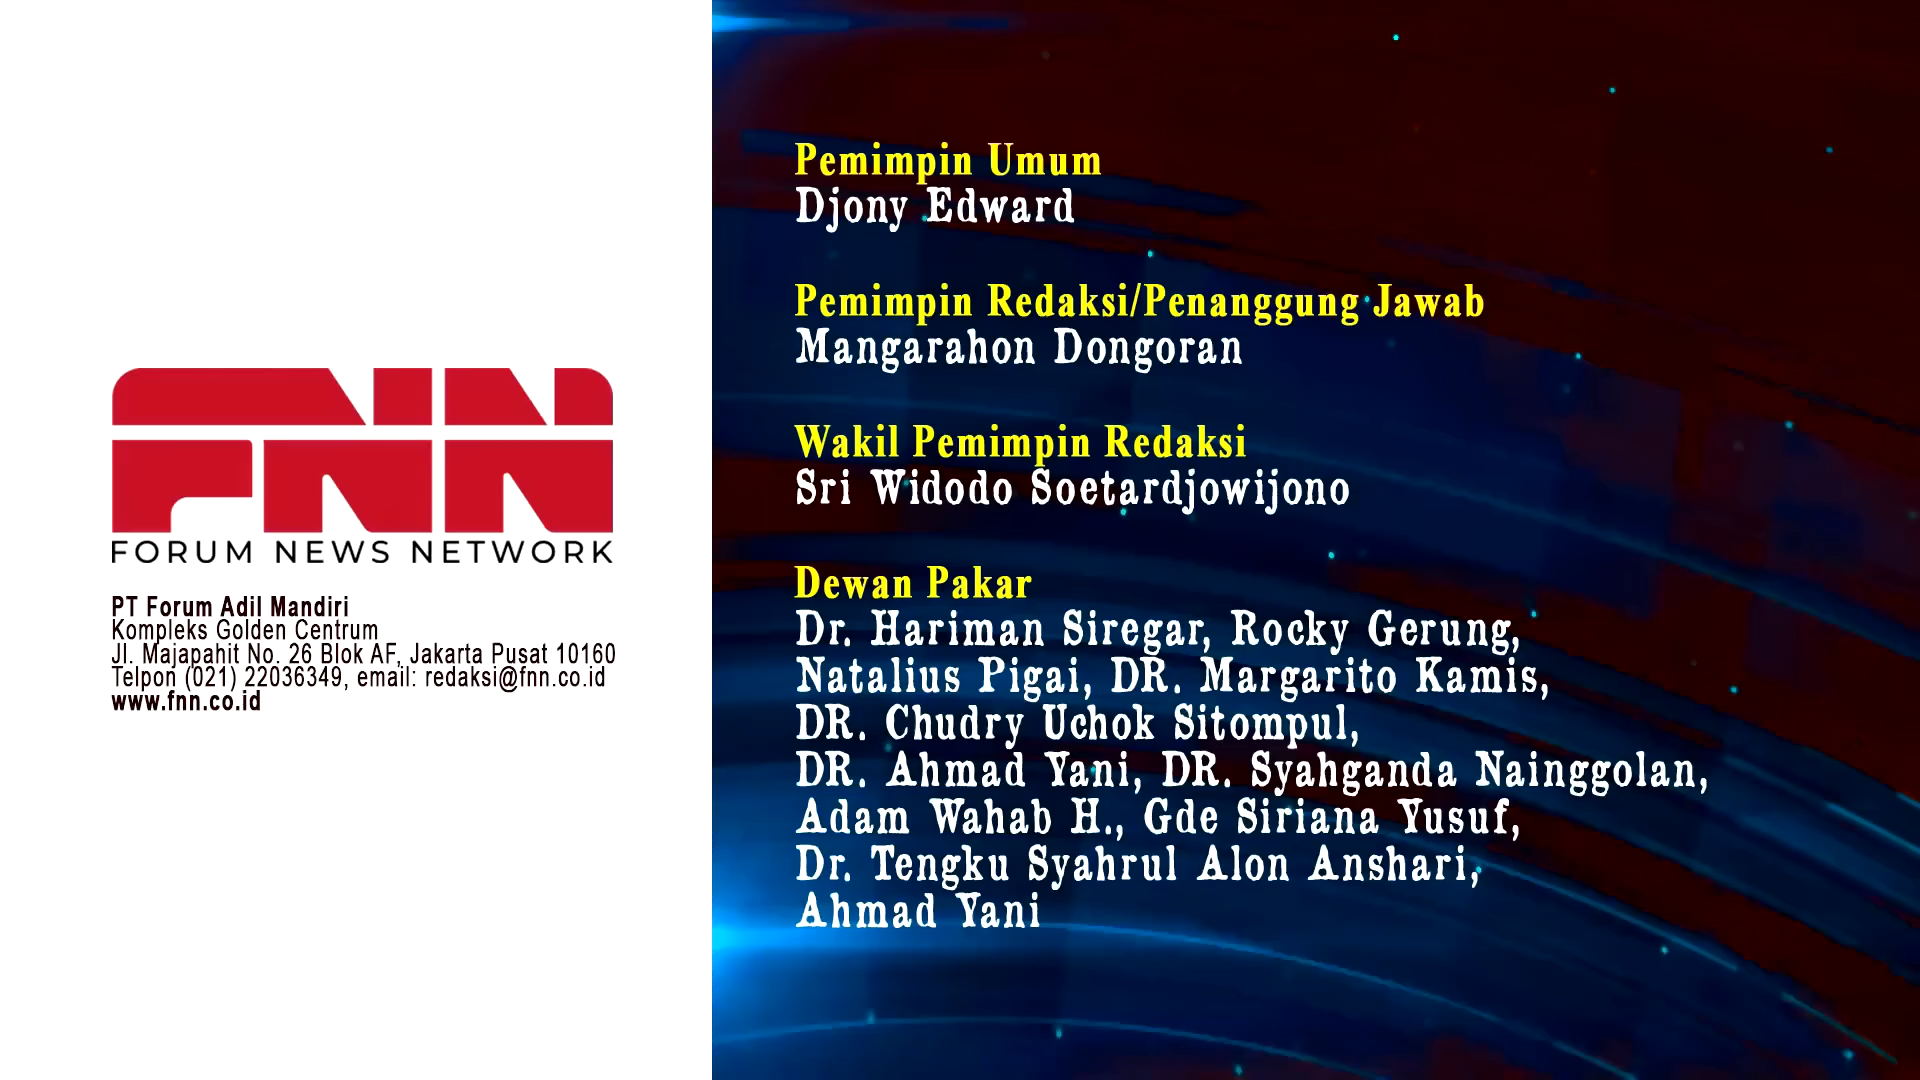 FNN
FORUM NEWS NETWORK
PT Forum Adil Mandiri
Kompleks Golden Centrum
Jl. Majapahit No. 26 Blok AF, Jakarta Pusat 10160
Telpon (021) 22036349, email: redaksi@fnn.co.id
www.fnn.co.id
Pemimpin Umum
Djony Edward
Pemimpin Redaksi/Penanggung Jawab
Mangarahon Dongoran
Wakil Pemimpin Redaksi
Sri Widodo Soetardjowijono
Dewan Pakar
Dr. Hariman Siregar, Rocky Gerung,
Natalius Pigai, DR. Margarito Kamis,
DR. Chudry Uchok Sitompul,
DR. Ahmad Yani, DR. Syahganda Nainggolan,
Adam Wahab H., Gde Siriana Yusuf,
Dr. Tengku Syahrul Alon Anshari,
Ahmad Yani